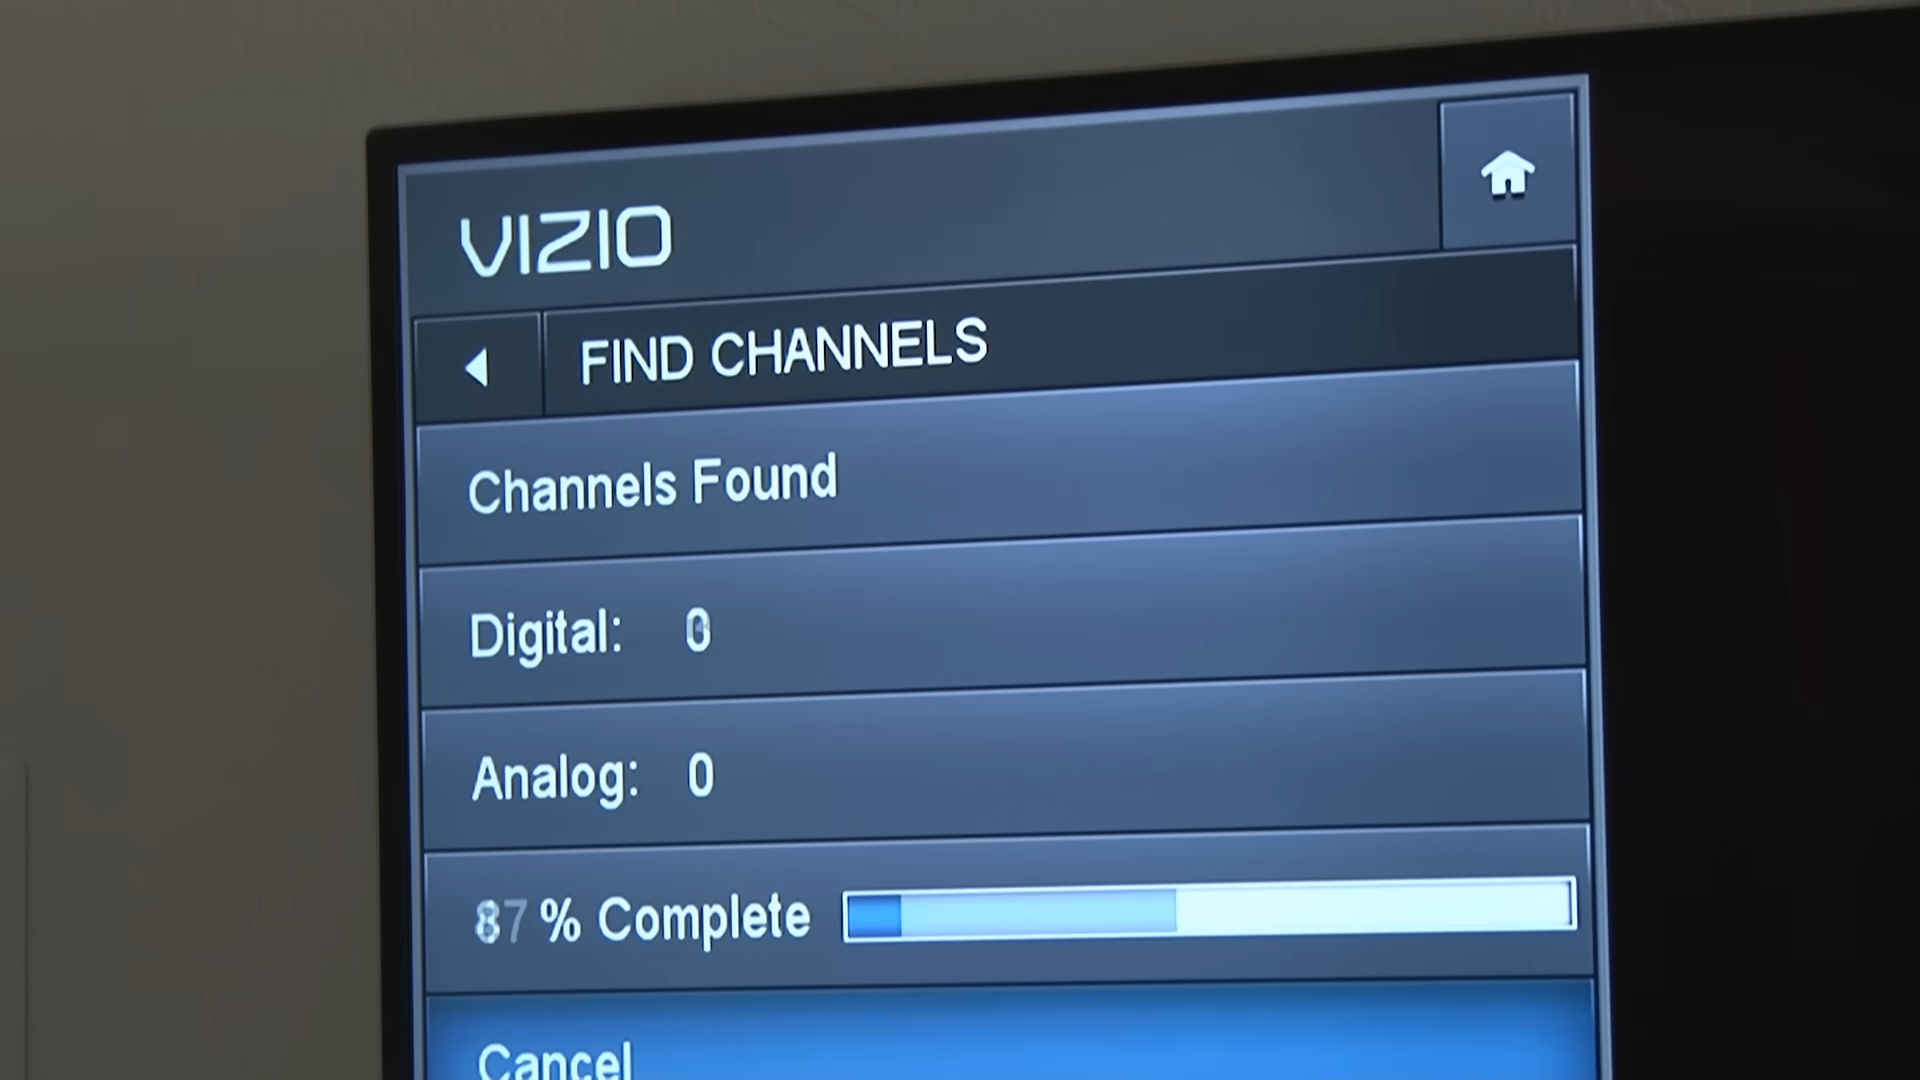 VIZIO
FIND CHANNELS
Channels Found
Digital: 0
Analog: 0
% Complete
Cancel